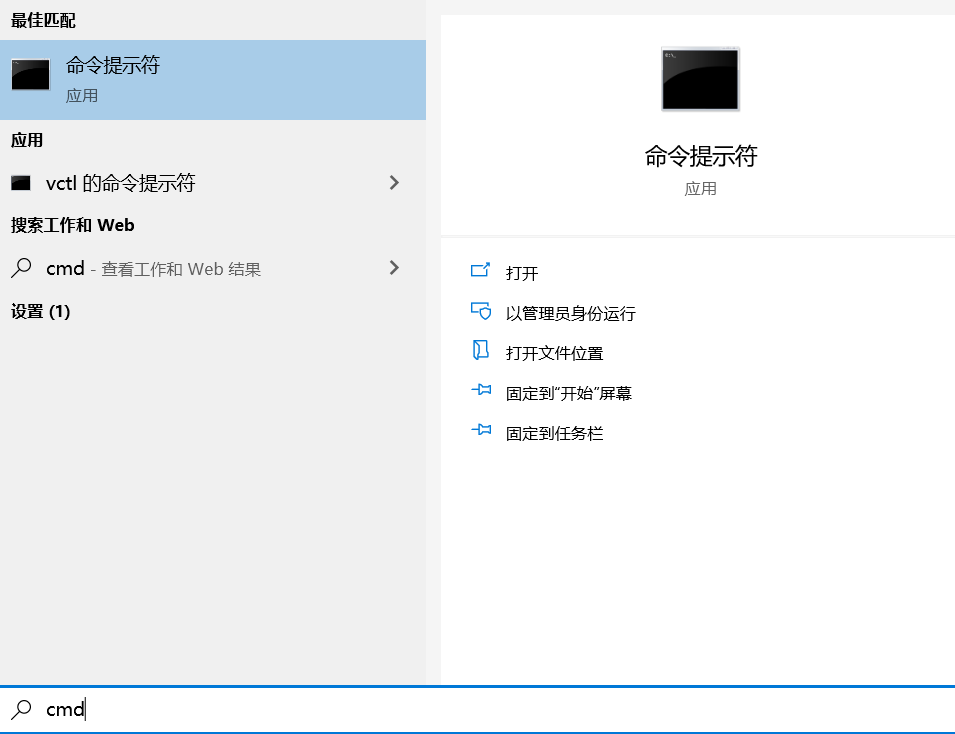 最佳匹配
命令提示符
应用
应用
vctl 的命令提示符
搜索工作和 Web
cmd - 查看工作和 Web 结果
设置 (1)
命令提示符
应用
打开
以管理员身份运行
打开文件位置
固定到“开始”屏幕
固定到任务栏
cmd